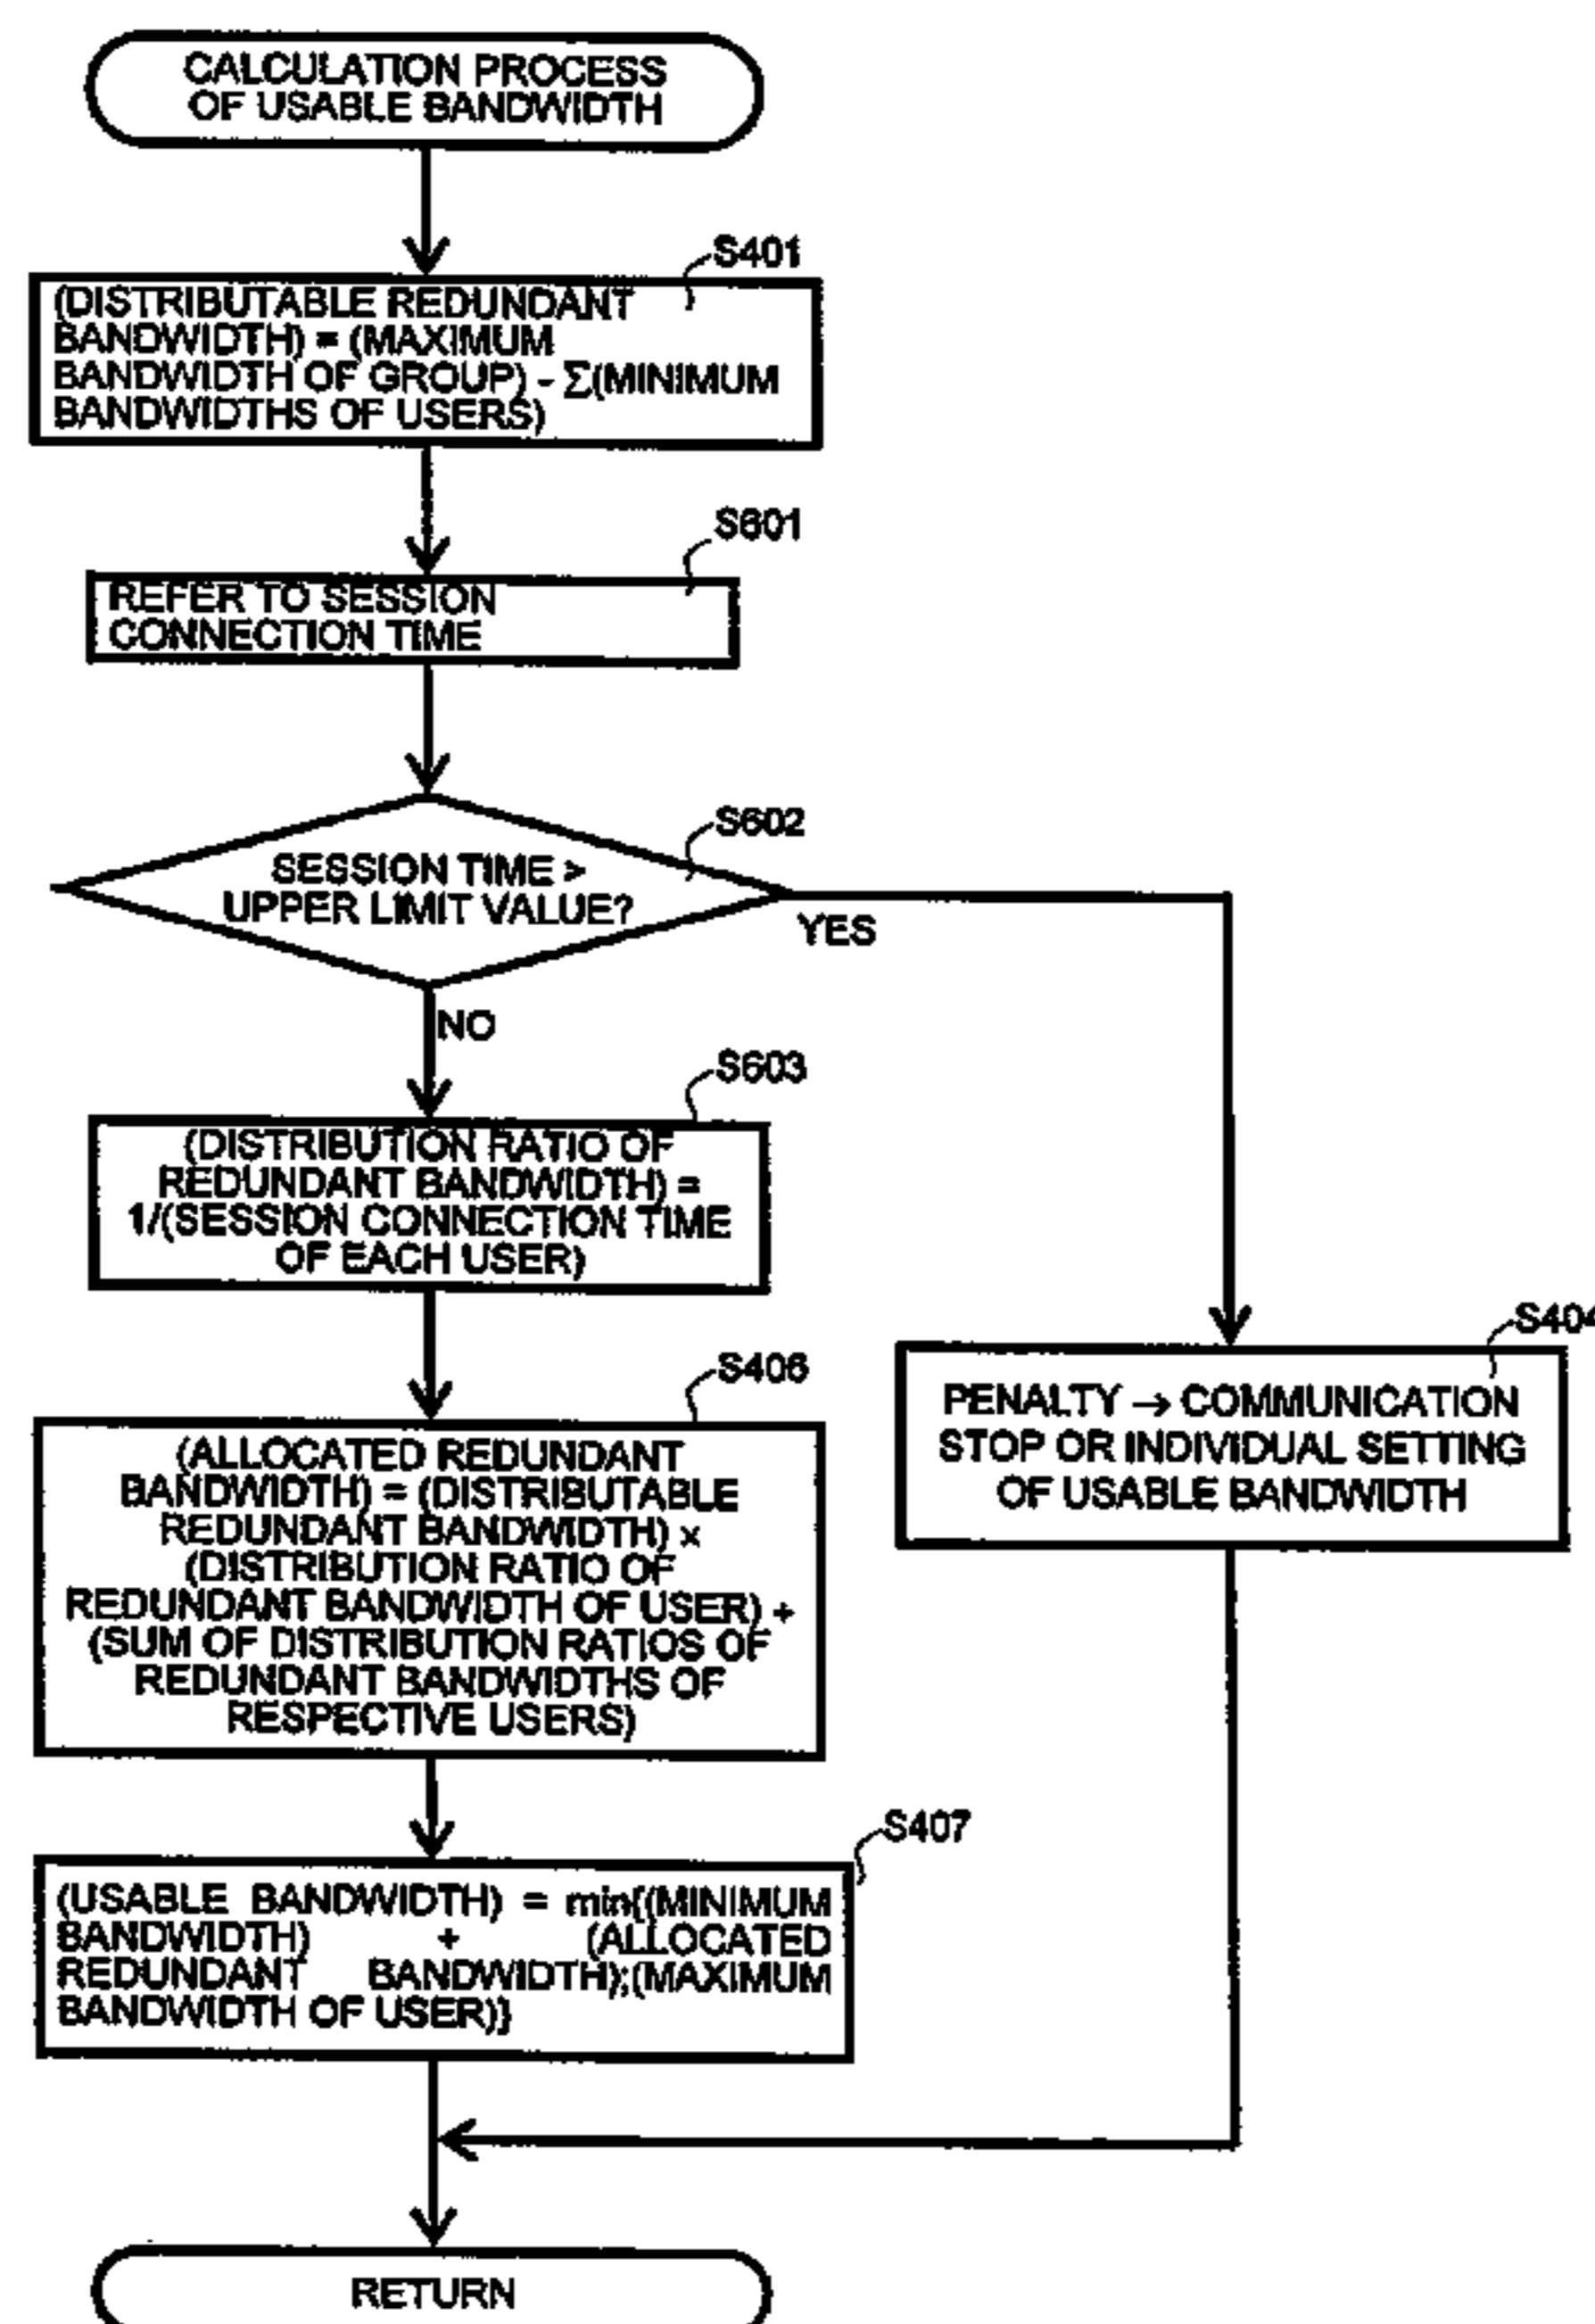 CALCULATION PROCESS
OF USABLE BANDWIDTH
S401
(DISTRIBUTABLE REDUNDANT
BANDWIDTH) = (MAXIMUM
BANDWIDTH OF GROUP) - Σ(MINIMUM
BANDWIDTHS OF USERS)
S601
REFER TO SESSION
CONNECTION TIME
S602
SESSION TIME >
UPPER LIMIT VALUE?
YES
NO
S603
(DISTRIBUTION RATIO OF
REDUNDANT BANDWIDTH) =
1/(SESSION CONNECTION TIME
OF EACH USER)
S404
PENALTY → COMMUNICATION
STOP OR INDIVIDUAL SETTING
OF USABLE BANDWIDTH
S406
(ALLOCATED REDUNDANT
BANDWIDTH) = (DISTRIBUTABLE
REDUNDANT BANDWIDTH) ×
(DISTRIBUTION RATIO OF
REDUNDANT BANDWIDTH OF USER) +
(SUM OF DISTRIBUTION RATIOS OF
REDUNDANT BANDWIDTHS OF
RESPECTIVE USERS)
S407
(USABLE BANDWIDTH) = min{(MINIMUM
BANDWIDTH) + (ALLOCATED
REDUNDANT BANDWIDTH);(MAXIMUM
BANDWIDTH OF USER)}
RETURN